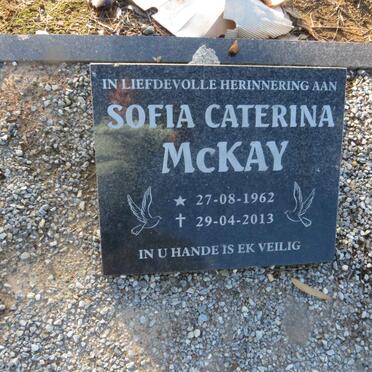 IN LIEFDEVOLLE HERINNERING AAN
SOFIA CATERINA
McKAY
★ 27-08-1962
✝ 29-04-2013
IN U HANDE IS EK VEILIG